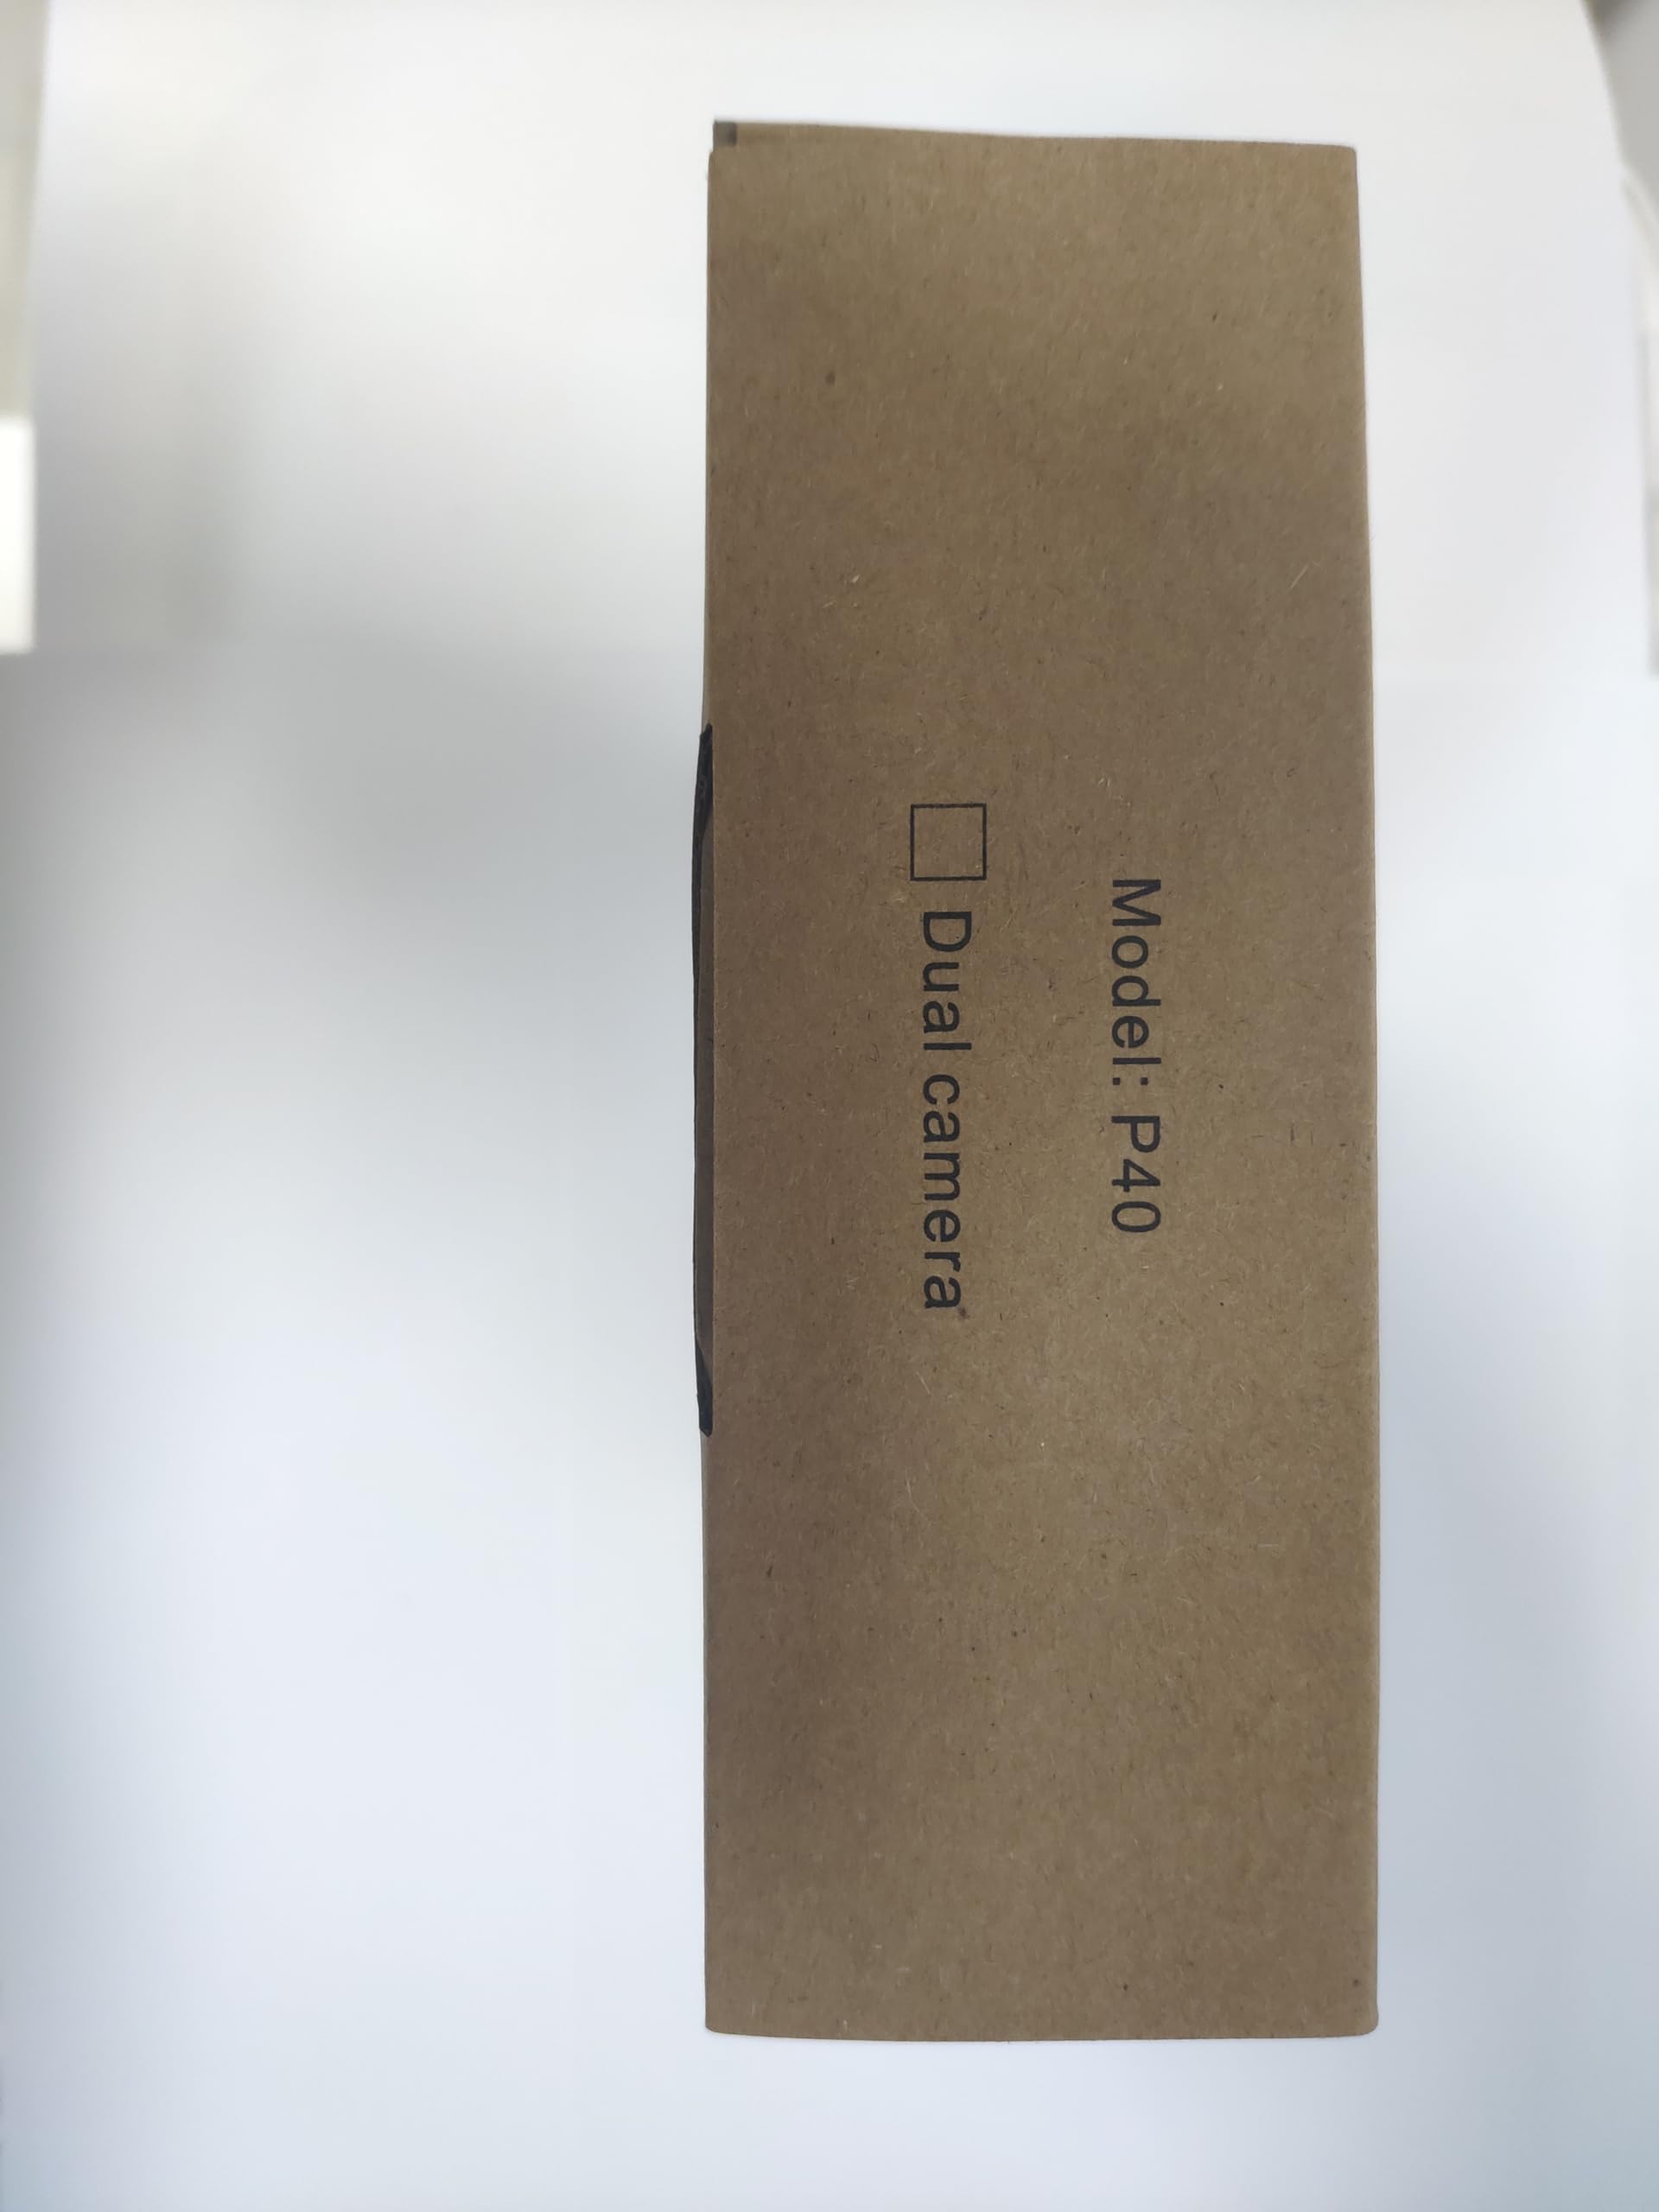 Model: P40
□ Dual camera